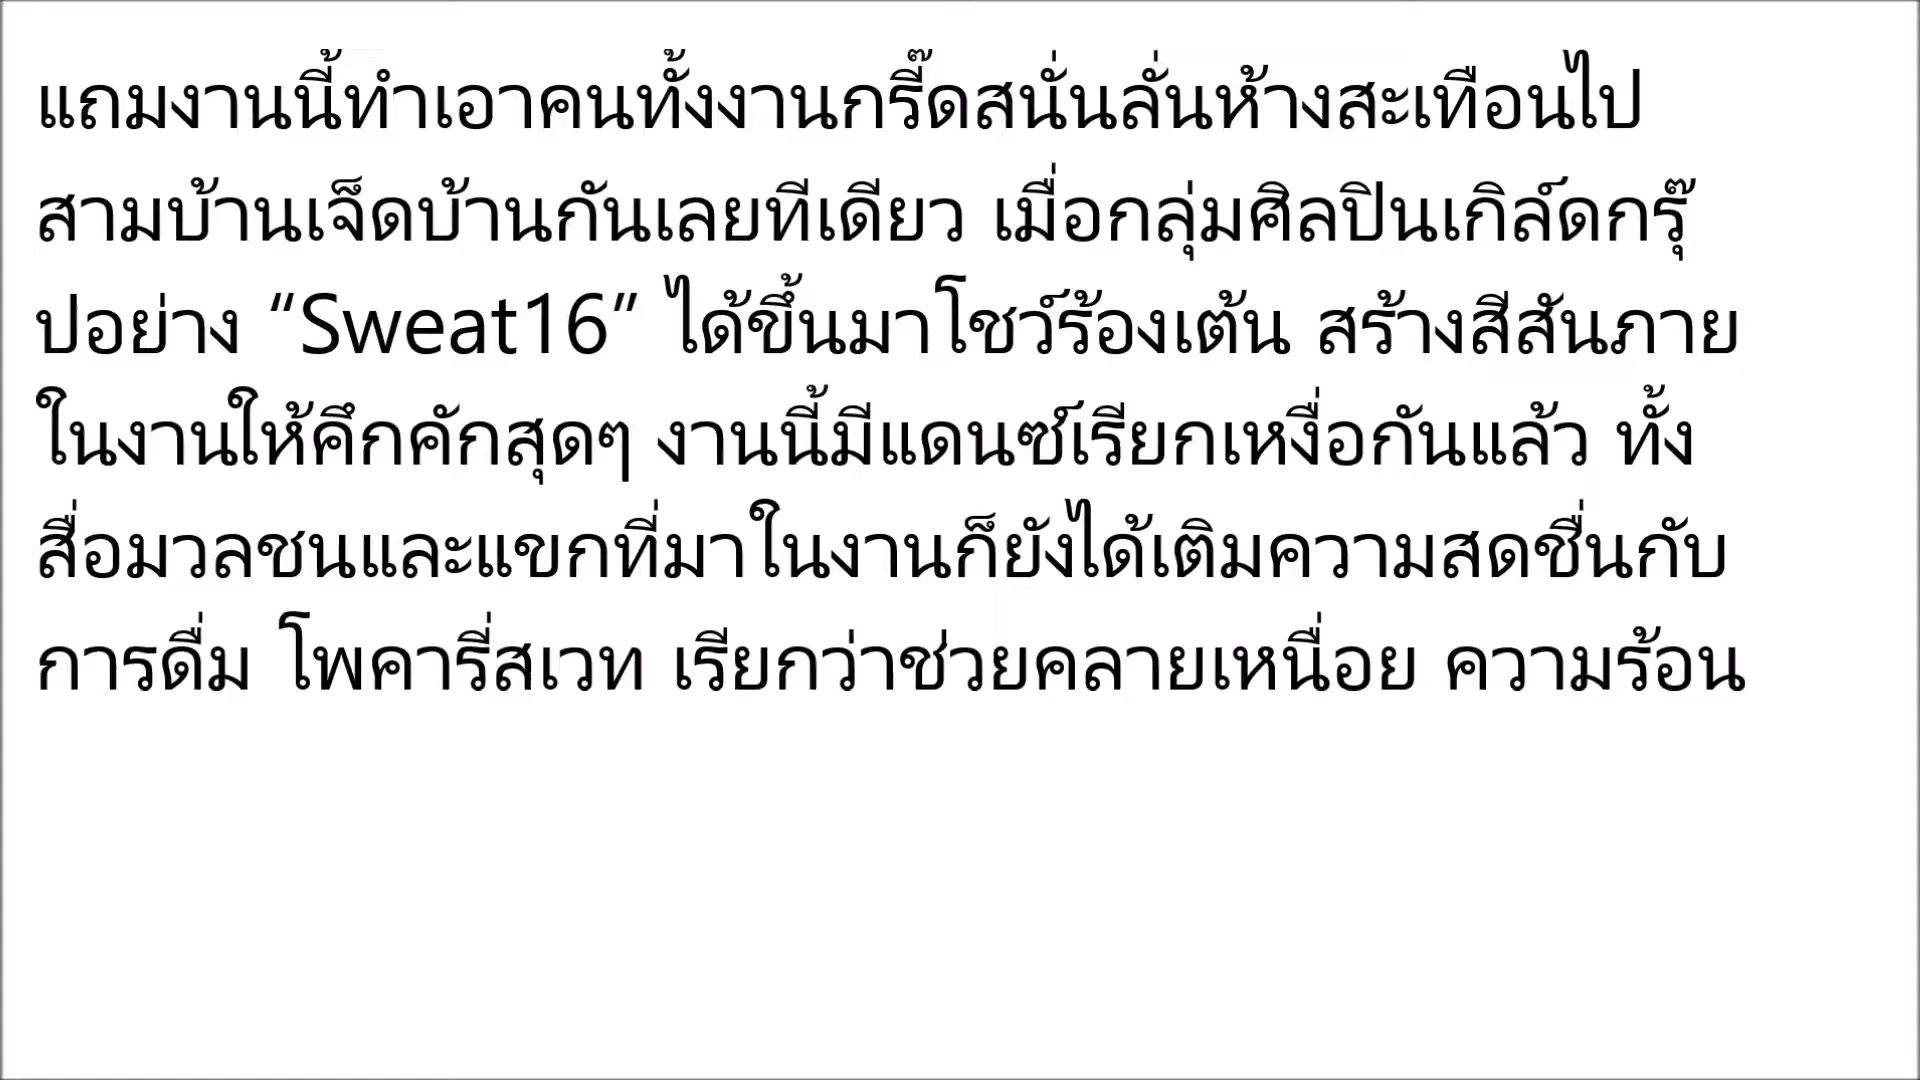 แถมงานนี้ทำเอาคนทั้งงานกรี๊ดสนั่นลั่นห้างสะเทือนไป
สามบ้านเจ็ดบ้านกันเลยทีเดียว เมื่อกลุ่มศิลปินเกิล์ดกรุ๊
ปอย่าง “Sweat16” ได้ขึ้นมาโชว์ร้องเต้น สร้างสีสันภาย
ในงานให้คึกคักสุดๆ งานนี้มีแดนซ์เรียกเหงื่อกันแล้ว ทั้ง
สื่อมวลชนและแขกที่มาในงานก็ยังได้เติมความสดชื่นกับ
การดื่ม โพคารี่สเวท เรียกว่าช่วยคลายเหนื่อย ความร้อน